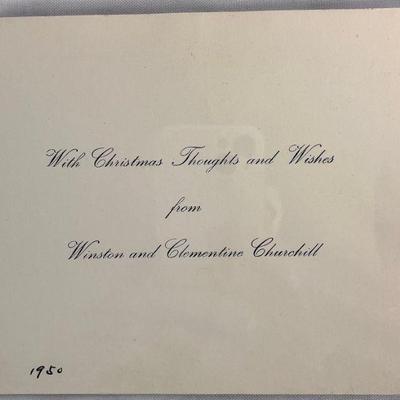 With Christmas Thoughts and Wishes
from
Winston and Clementine Churchill
1950